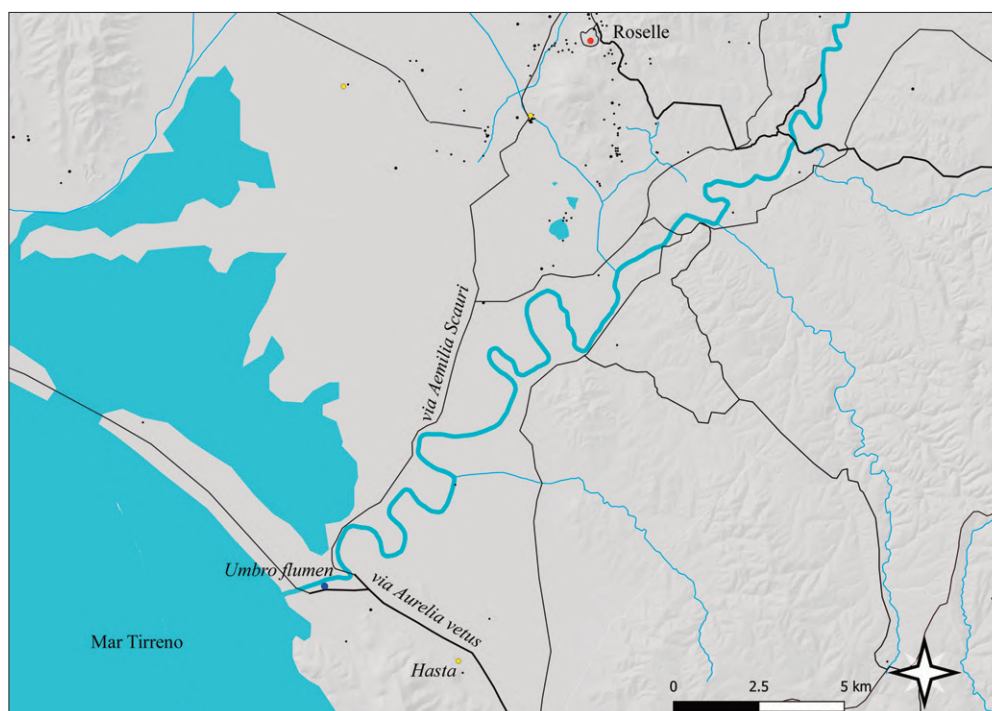 Roselle
via Aemilia Scauri
Umbro flumen
via Aurelia vetus
Mar Tirreno
Hasta
0 2.5 5 km